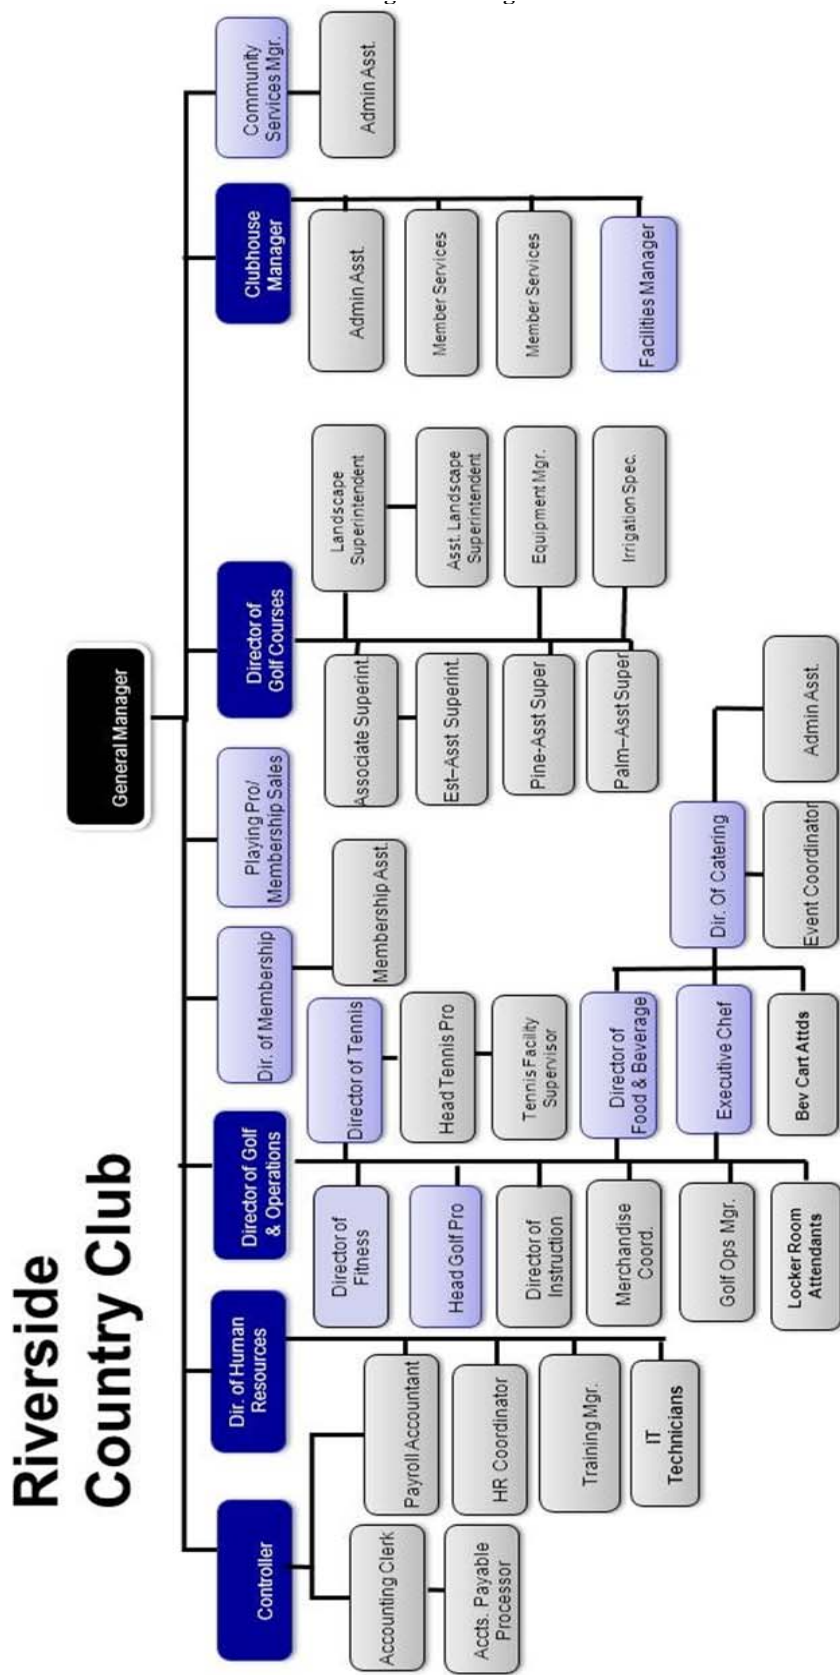 Riverside
Country Club
General Manager
Controller
Dir. of Human
Resources
Director of Golf
& Operations
Dir. of Membership
Playing Pro/
Membership Sales
Director of
Golf Courses
Clubhouse
Manager
Community
Services Mgr.
Accounting Clerk
Accts. Payable
Processor
Payroll Accountant
HR Coordinator
Training Mgr.
IT
Technicians
Director of
Fitness
Head Golf Pro
Director of
Instruction
Merchandise
Coord.
Golf Ops Mgr.
Locker Room
Attendants
Director of Tennis
Head Tennis Pro
Tennis Facility
Supervisor
Director of
Food & Beverage
Executive Chef
Bev Cart Attds
Dir. Of Catering
Event Coordinator
Admin Asst.
Membership Asst.
Associate Superint.
Est–Asst Superint.
Pine-Asst Super
Palm–Asst Super
Landscape
Superintendent
Asst. Landscape
Superintendent
Equipment Mgr.
Irrigation Spec.
Admin Asst.
Member Services
Member Services
Facilities Manager
Admin Asst.